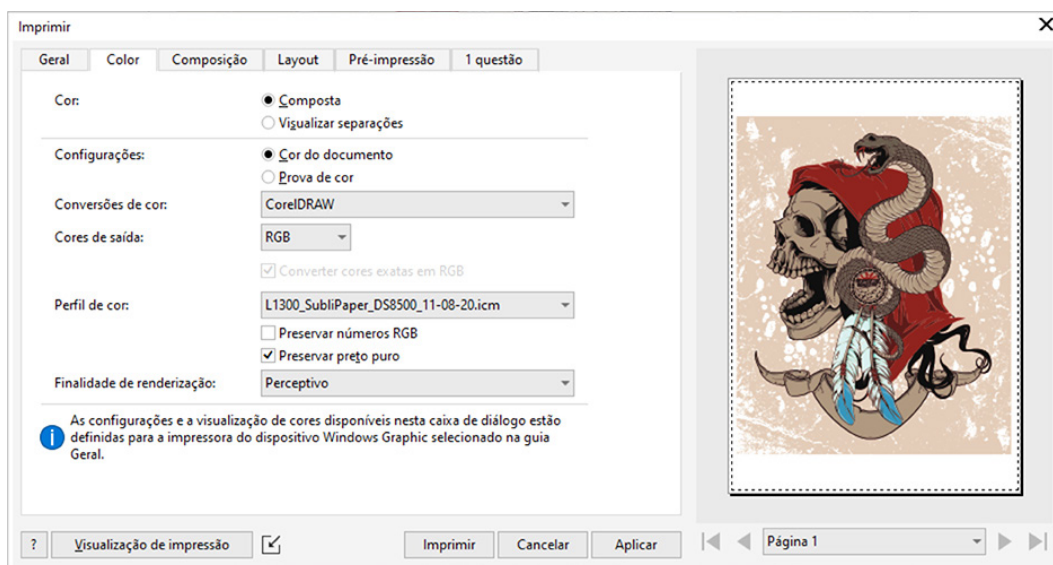 Imprimir
Geral Color Composição Layout Pré-impressão 1 questão
Cor: Composta
Visualizar separações
Configurações: Cor do documento
Prova de cor
Conversões de cor: CorelDRAW
Cores de saída: RGB
Converter cores exatas em RGB
Perfil de cor: L1300_SubliPaper_DS8500_11-08-20.icm
Preservar números RGB
Preservar preto puro
Finalidade de renderização: Perceptivo
As configurações e a visualização de cores disponíveis nesta caixa de diálogo estão
definidas para a impressora do dispositivo Windows Graphic selecionado na guia
Geral.
? Visualização de impressão Imprimir Cancelar Aplicar Página 1